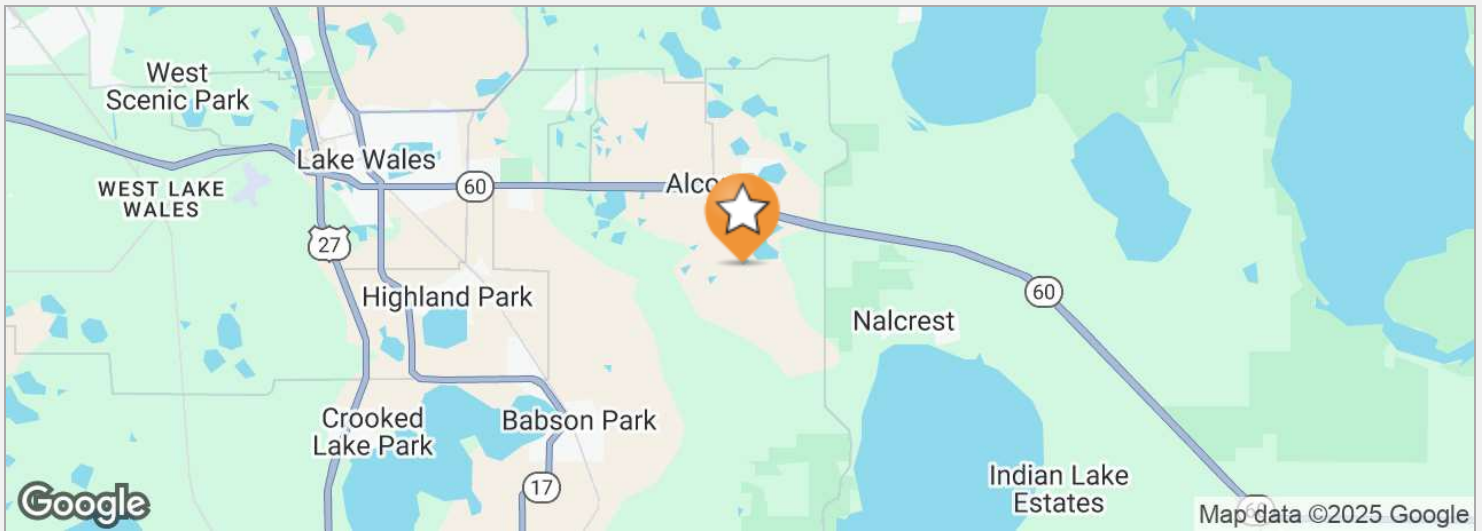 West
Scenic Park
Lake Wales
WEST LAKE
WALES
60
27
Highland Park
Nalcrest
60
Crooked
Lake Park
Babson Park
17
Indian Lake
Estates
Google
Map data ©2025 Google